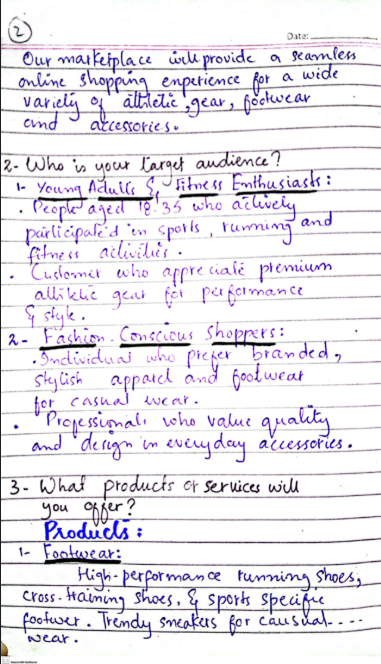 2
Date:
Our marketplace will provide a seamless
online shopping enperience for a wide
variety of athletic, gear, footwear
and accessories.
2- Who is your target audience?
1- Young Adults & Fitness Enthusiasts:
. People aged 18'35 who actively
participated in sports, running and
fitness activities.
. Customer who appreciate premium
athletic gear for performance
& style.
2- Fashion-Conscious Shoppers:
. Individual who prefer branded,
stylish apparel and footwear
for casual wear.
. Professionals who value quality
and design in everyday accessories.
3- What products or services will
you offer?
Products:
1- Footwear:
High-performance running shoes,
cross-training shoes, & sports specific
footwer. Trendy sneakers for causual....
wear.